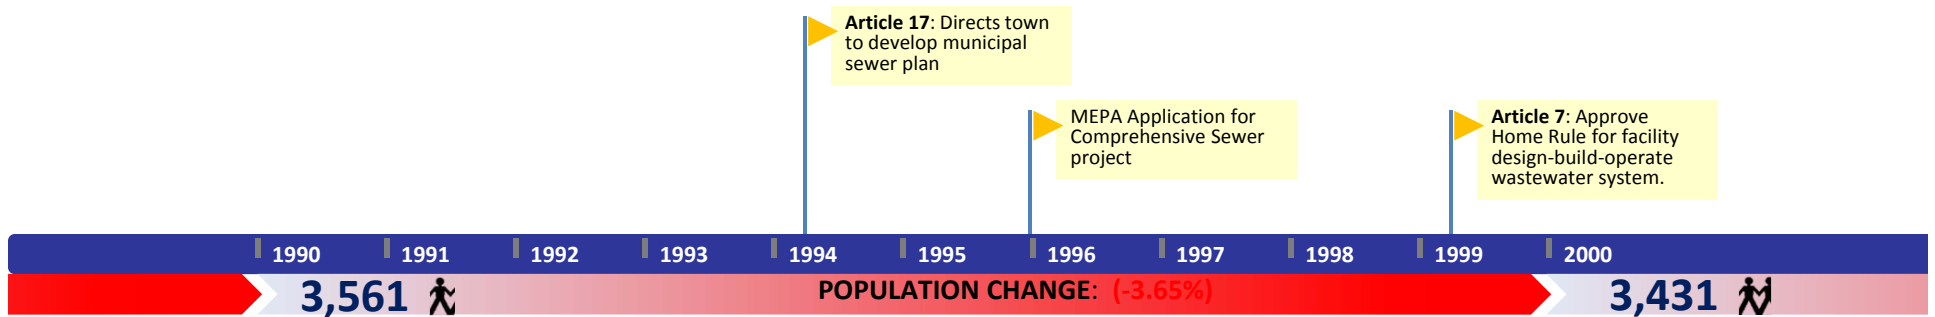 Article 17: Directs town
to develop municipal
sewer plan
MEPA Application for
Comprehensive Sewer
project
Article 7: Approve
Home Rule for facility
design-build-operate
wastewater system.
1990 1991 1992 1993 1994 1995 1996 1997 1998 1999 2000
3,561 POPULATION CHANGE: (-3.65%) 3,431